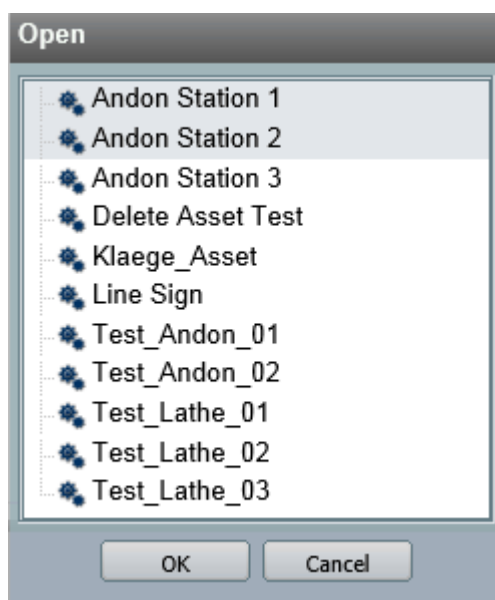 Open
Andon Station 1
Andon Station 2
Andon Station 3
Delete Asset Test
Klaege_Asset
Line Sign
Test_Andon_01
Test_Andon_02
Test_Lathe_01
Test_Lathe_02
Test_Lathe_03
OK Cancel